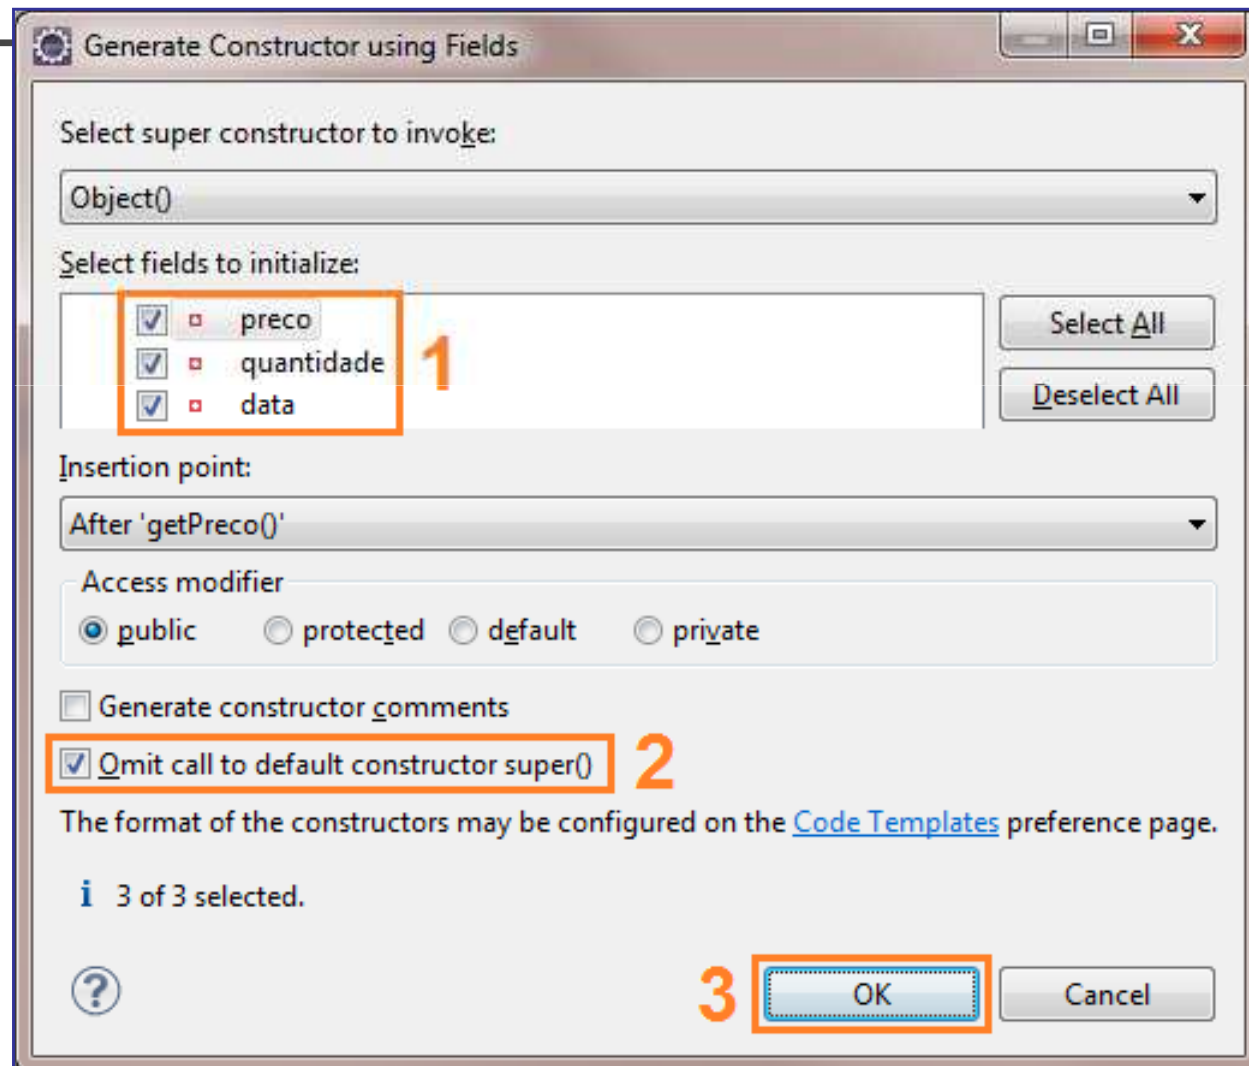 Generate Constructor using Fields
Select super constructor to invoke:
Object()
Select fields to initialize:
preco
quantidade
data
1
Select All
Deselect All
Insertion point:
After 'getPreco()'
Access modifier
public protected default private
Generate constructor comments
Omit call to default constructor super()
2
The format of the constructors may be configured on the Code Templates preference page.
i 3 of 3 selected.
?
3
OK
Cancel